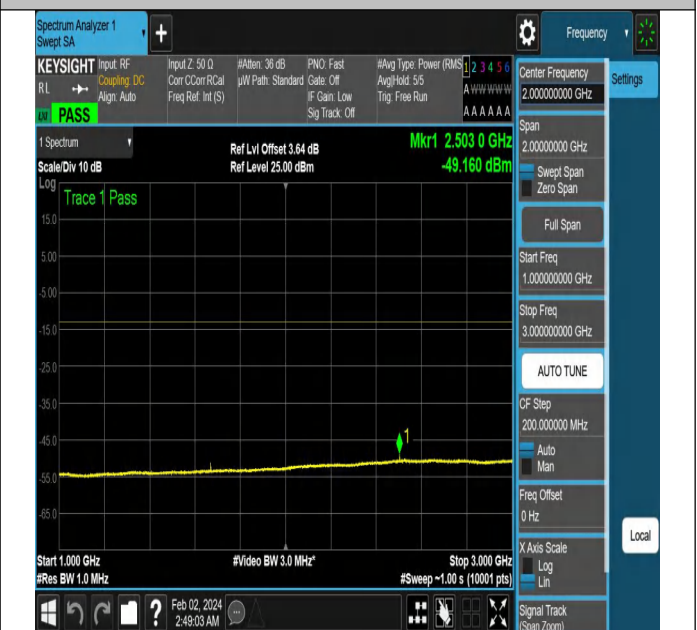 Spectrum Analyzer 1
Swept SA
+
Frequency
KEYSIGHT
RL
PASS
Input: RF
Coupling: DC
Align: Auto
Input Z: 50 Ω
Corr CCorr RCal
Freq Ref: Int (S)
#Atten: 36 dB
µW Path: Standard
PNO: Fast
Gate: Off
IF Gain: Low
Sig Track: Off
#Avg Type: Power (RMS
Avg|Hold: 5/5
Trig: Free Run
1 2 3 4 5 6
A W W W W W
A A A A A A
1 Spectrum
Scale/Div 10 dB
Ref Lvl Offset 3.64 dB
Ref Level 25.00 dBm
Mkr1 2.503 0 GHz
-49.160 dBm
Log
Trace 1 Pass
15.0
5.00
-5.00
-15.0
-25.0
-35.0
-45.0
-55.0
-65.0
1
Start 1.000 GHz
#Res BW 1.0 MHz
#Video BW 3.0 MHz*
Stop 3.000 GHz
#Sweep ~1.00 s (10001 pts)
?
Feb 02, 2024
2:49:03 AM
Center Frequency
2.000000000 GHz
Settings
Span
2.00000000 GHz
Swept Span
Zero Span
Full Span
Start Freq
1.000000000 GHz
Stop Freq
3.000000000 GHz
AUTO TUNE
CF Step
200.000000 MHz
Auto
Man
Freq Offset
0 Hz
X Axis Scale
Log
Lin
Local
Signal Track
(Span Zoom)